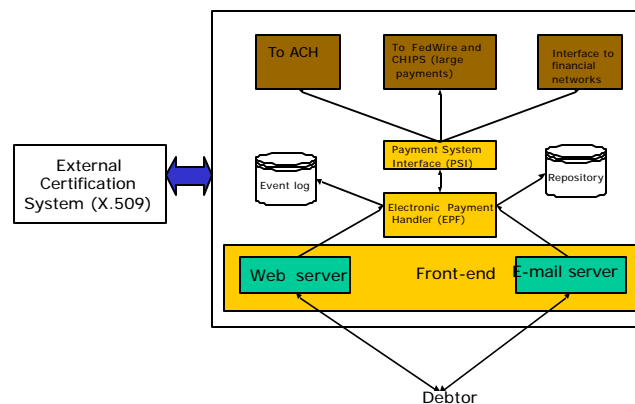 To ACH
To FedWire and
CHIPS (large
payments)
Interface to
financial
networks
Payment System
Interface (PSI)
Event log
Repository
External
Certification
System (X.509)
Electronic Payment
Handler (EPF)
Web server
Front-end
E-mail server
Debtor